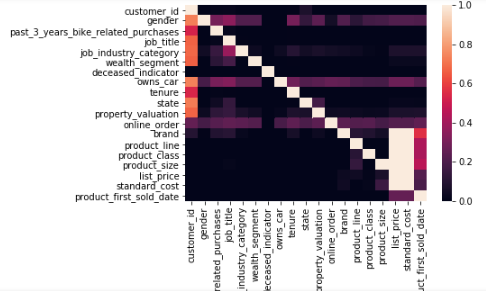 customer_id
gender
past_3_years_bike_related_purchases
job_title
job_industry_category
wealth_segment
deceased_indicator
owns_car
tenure
state
property_valuation
online_order
brand
product_line
product_class
product_size
list_price
standard_cost
product_first_sold_date
1.0
0.8
0.6
0.4
0.2
0.0
customer_id
gender
related_purchases
job_title
industry_category
wealth_segment
deceased_indicator
owns_car
tenure
state
property_valuation
online_order
brand
product_line
product_class
product_size
list_price
standard_cost
uct_first_sold_date